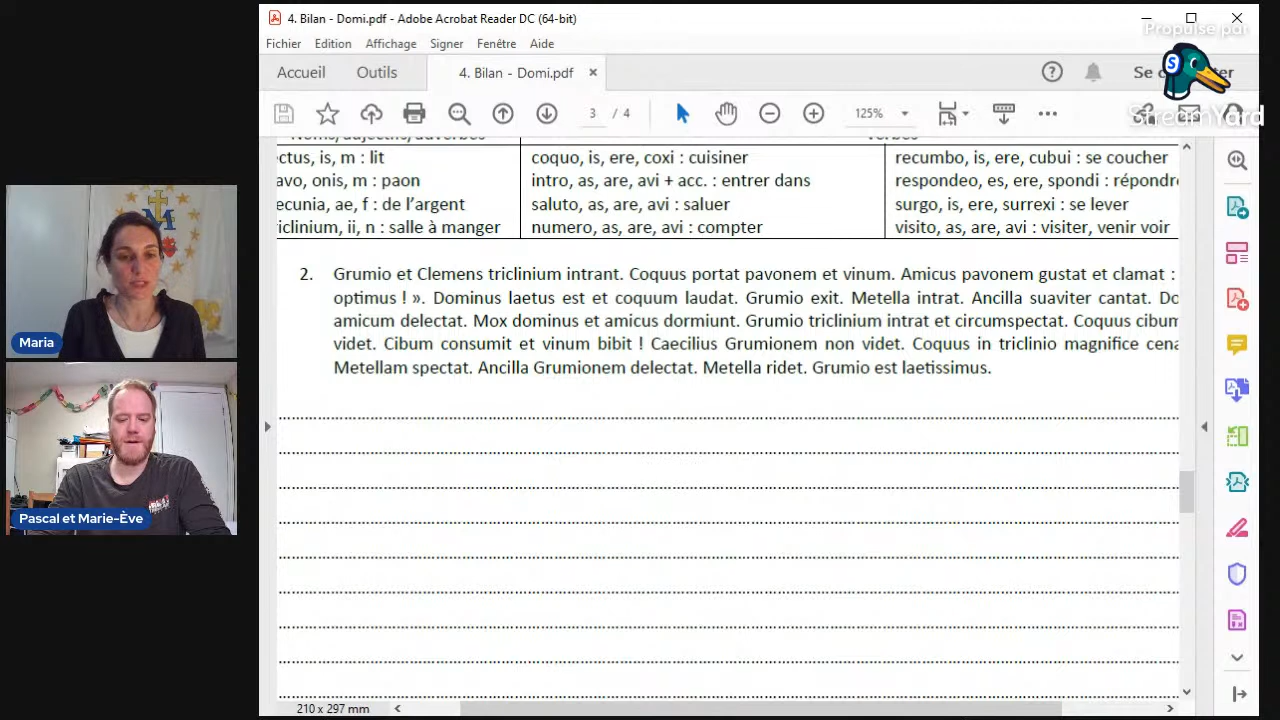 4. Bilan - Domi.pdf - Adobe Acrobat Reader DC (64-bit)
Propulsé par
Fichier Edition Affichage Signer Fenêtre Aide
Accueil Outils 4. Bilan - Domi.pdf
StreamYard
3 / 4 125%
ectus, is, m : lit
avo, onis, m : paon
ecunia, ae, f : de l’argent
iclinium, ii, n : salle à manger
coquo, is, ere, coxi : cuisiner
intro, as, are, avi + acc. : entrer dans
saluto, as, are, avi : saluer
numero, as, are, avi : compter
recumbo, is, ere, cubui : se coucher
respondeo, es, ere, spondi : répondr
surgo, is, ere, surrexi : se lever
visito, as, are, avi : visiter, venir voir
2. Grumio et Clemens triclinium intrant. Coquus portat pavonem et vinum. Amicus pavonem gustat et clamat :
optimus ! ». Dominus laetus est et coquum laudat. Grumio exit. Metella intrat. Ancilla suaviter cantat. Do
amicum delectat. Mox dominus et amicus dormiunt. Grumio triclinium intrat et circumspectat. Coquus cibum
videt. Cibum consumit et vinum bibit ! Caecilius Grumionem non videt. Coquus in triclinio magnifice cena
Metellam spectat. Ancilla Grumionem delectat. Metella ridet. Grumio est laetissimus.
210 x 297 mm
Maria
Pascal et Marie-Ève